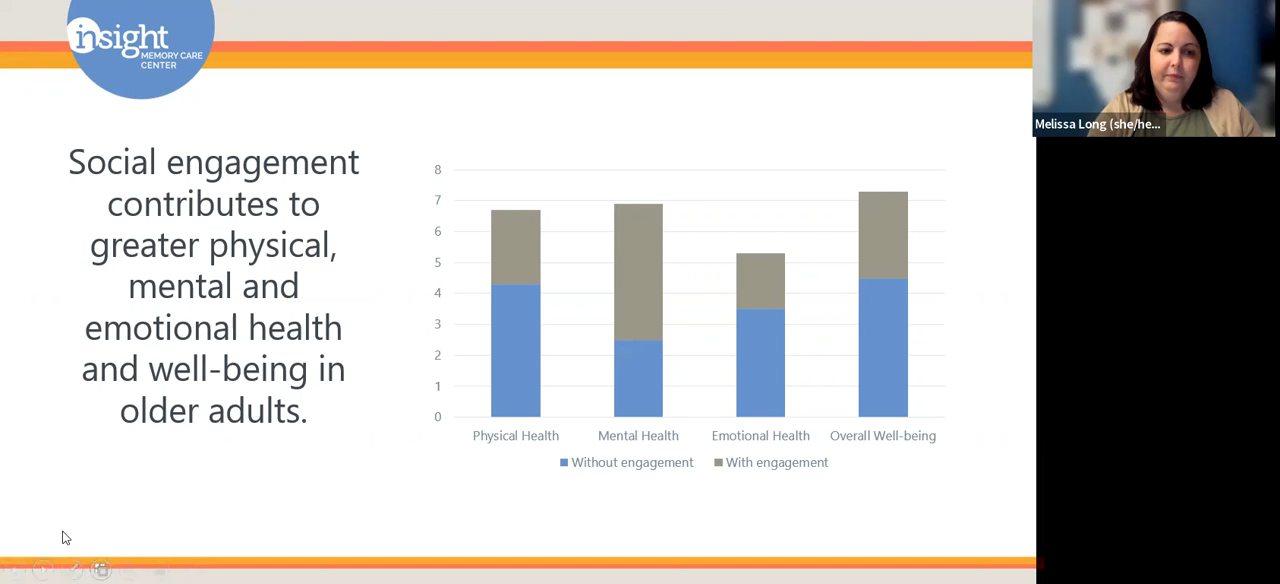 insight
MEMORY CARE
CENTER
Melissa Long (she/he...
Social engagement
contributes to
greater physical,
mental and
emotional health
and well-being in
older adults.
8
7
6
5
4
3
2
1
0
Physical Health Mental Health Emotional Health Overall Well-being
Without engagement With engagement